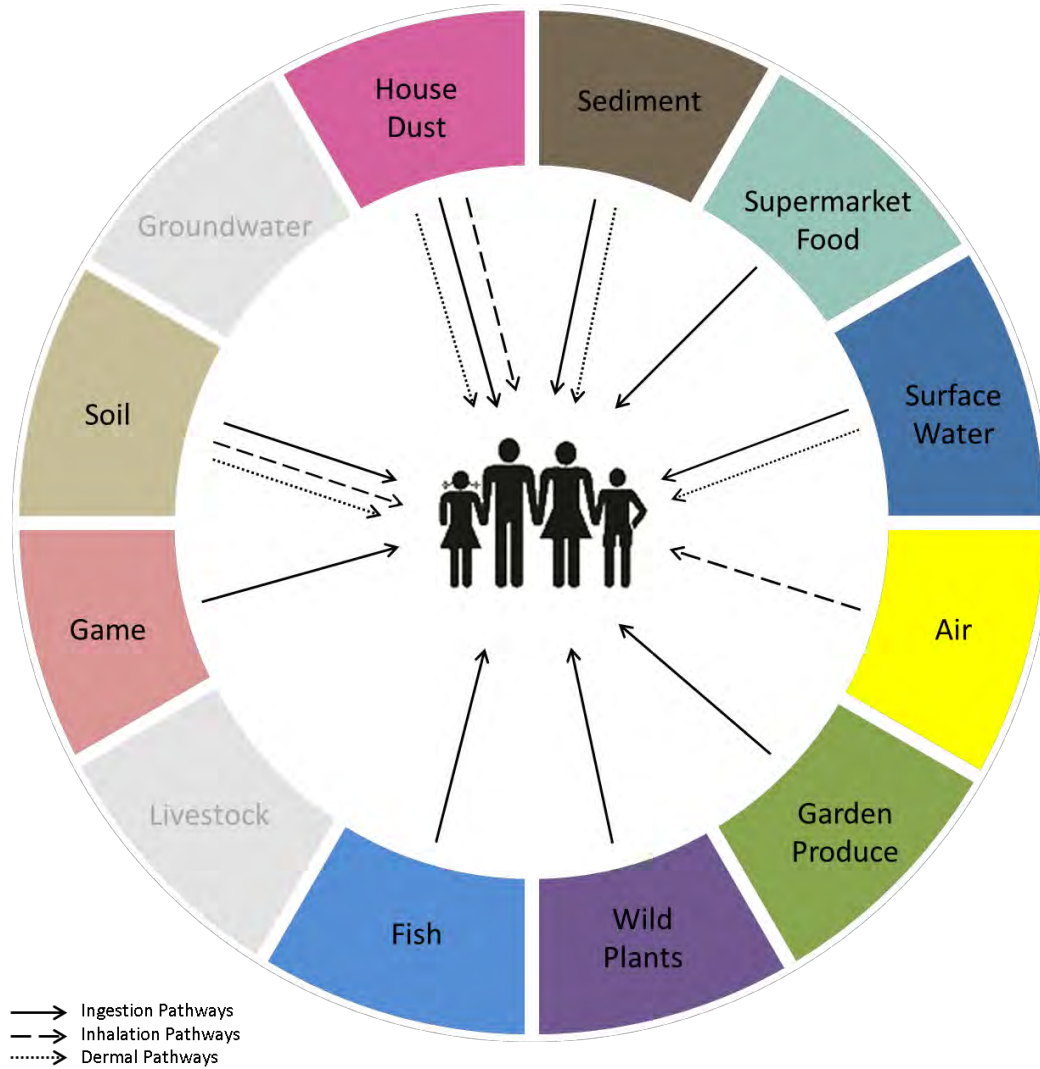 House
Dust
Sediment
Supermarket
Food
Groundwater
Surface
Water
Soil
Game
Air
Livestock
Garden
Produce
Fish
Wild
Plants
Ingestion Pathways
Inhalation Pathways
Dermal Pathways